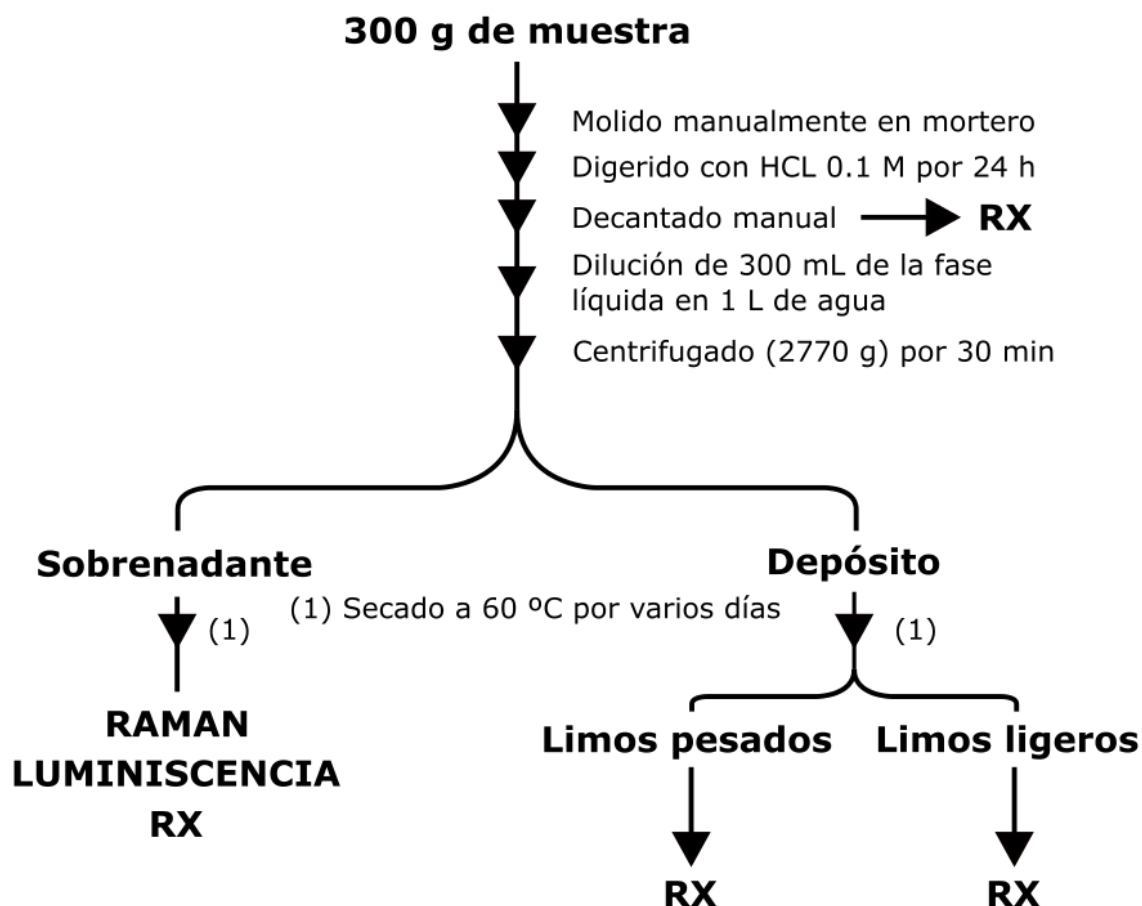 300 g de muestra
Molido manualmente en mortero
Digerido con HCL 0.1 M por 24 h
Decantado manual RX
Dilución de 300 mL de la fase
líquida en 1 L de agua
Centrifugado (2770 g) por 30 min
Sobrenadante
Depósito
(1) Secado a 60 ºC por varios días
(1)
(1)
RAMAN
LUMINISCENCIA
RX
Limos pesados
Limos ligeros
RX
RX